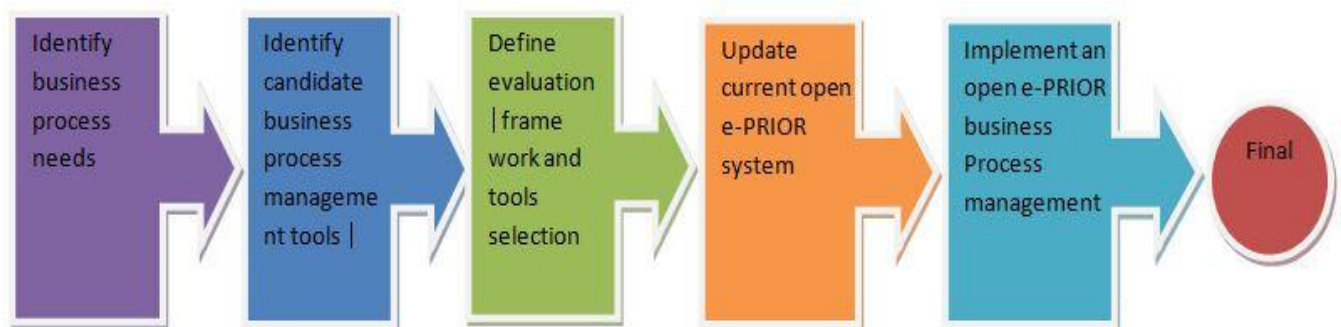 Identify
business
process
needs
Identify
candidate
business
process
manageme
nt tools |
Define
evaluation
|frame
work and
tools
selection
Update
current open
e-PRIOR
system
Implement an
open e-PRIOR
business
Process
management
Final